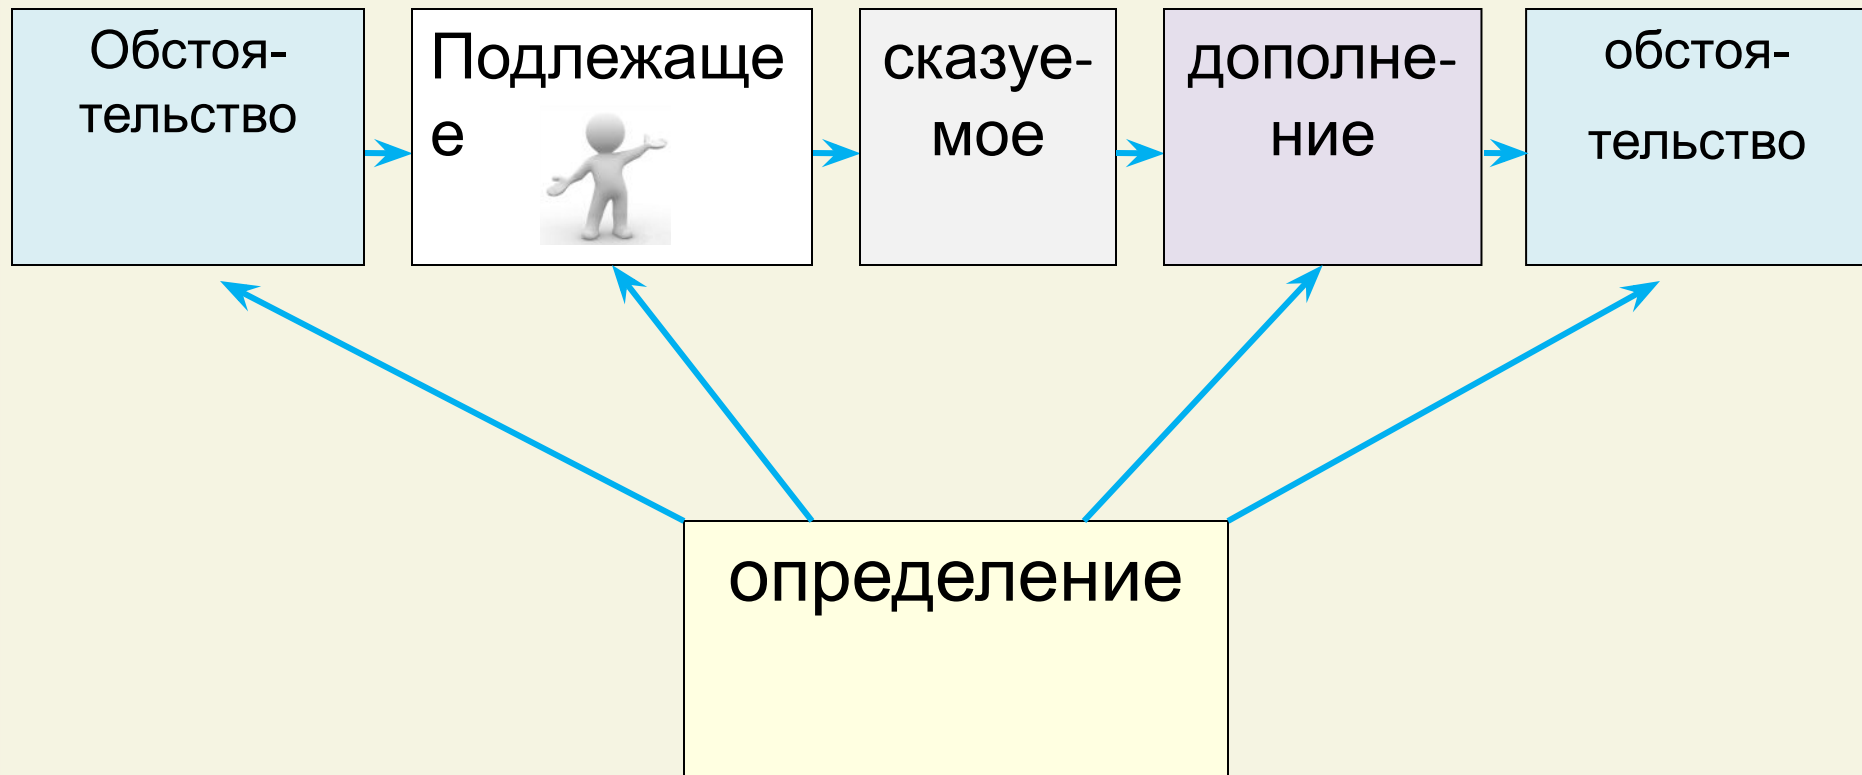 Обстоя-
тельство
Подлежаще
е
сказуе-
мое
дополне-
ние
обстоя-
тельство
определение